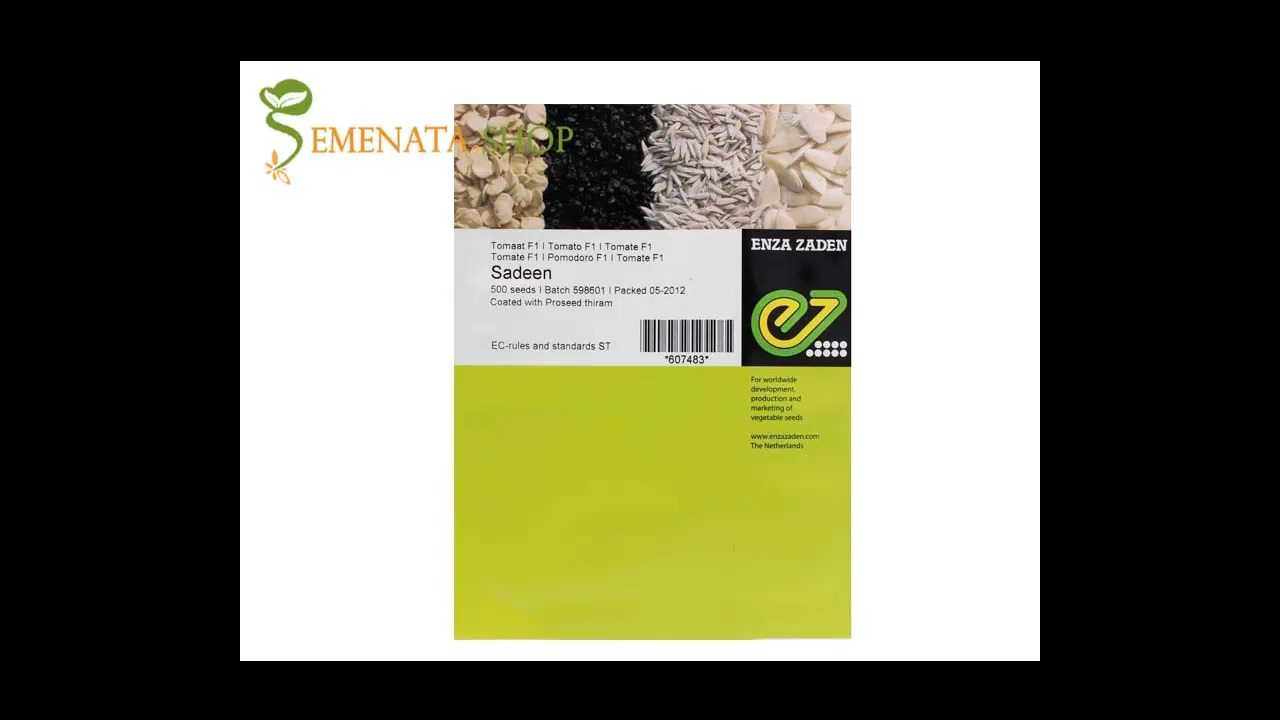 SEMENATA.SHOP
ENZA ZADEN
Tomaat F1 I Tomato F1 I Tomate F1
Tomate F1 I Pomodoro F1 I Tomate F1
Sadeen
500 seeds I Batch 598601 I Packed 05-2012
Coated with Proseed:thiram
EC-rules and standards ST
*607483*
For worldwide
development,
production and
marketing of
vegetable seeds
www.enzazaden.com
The Netherlands